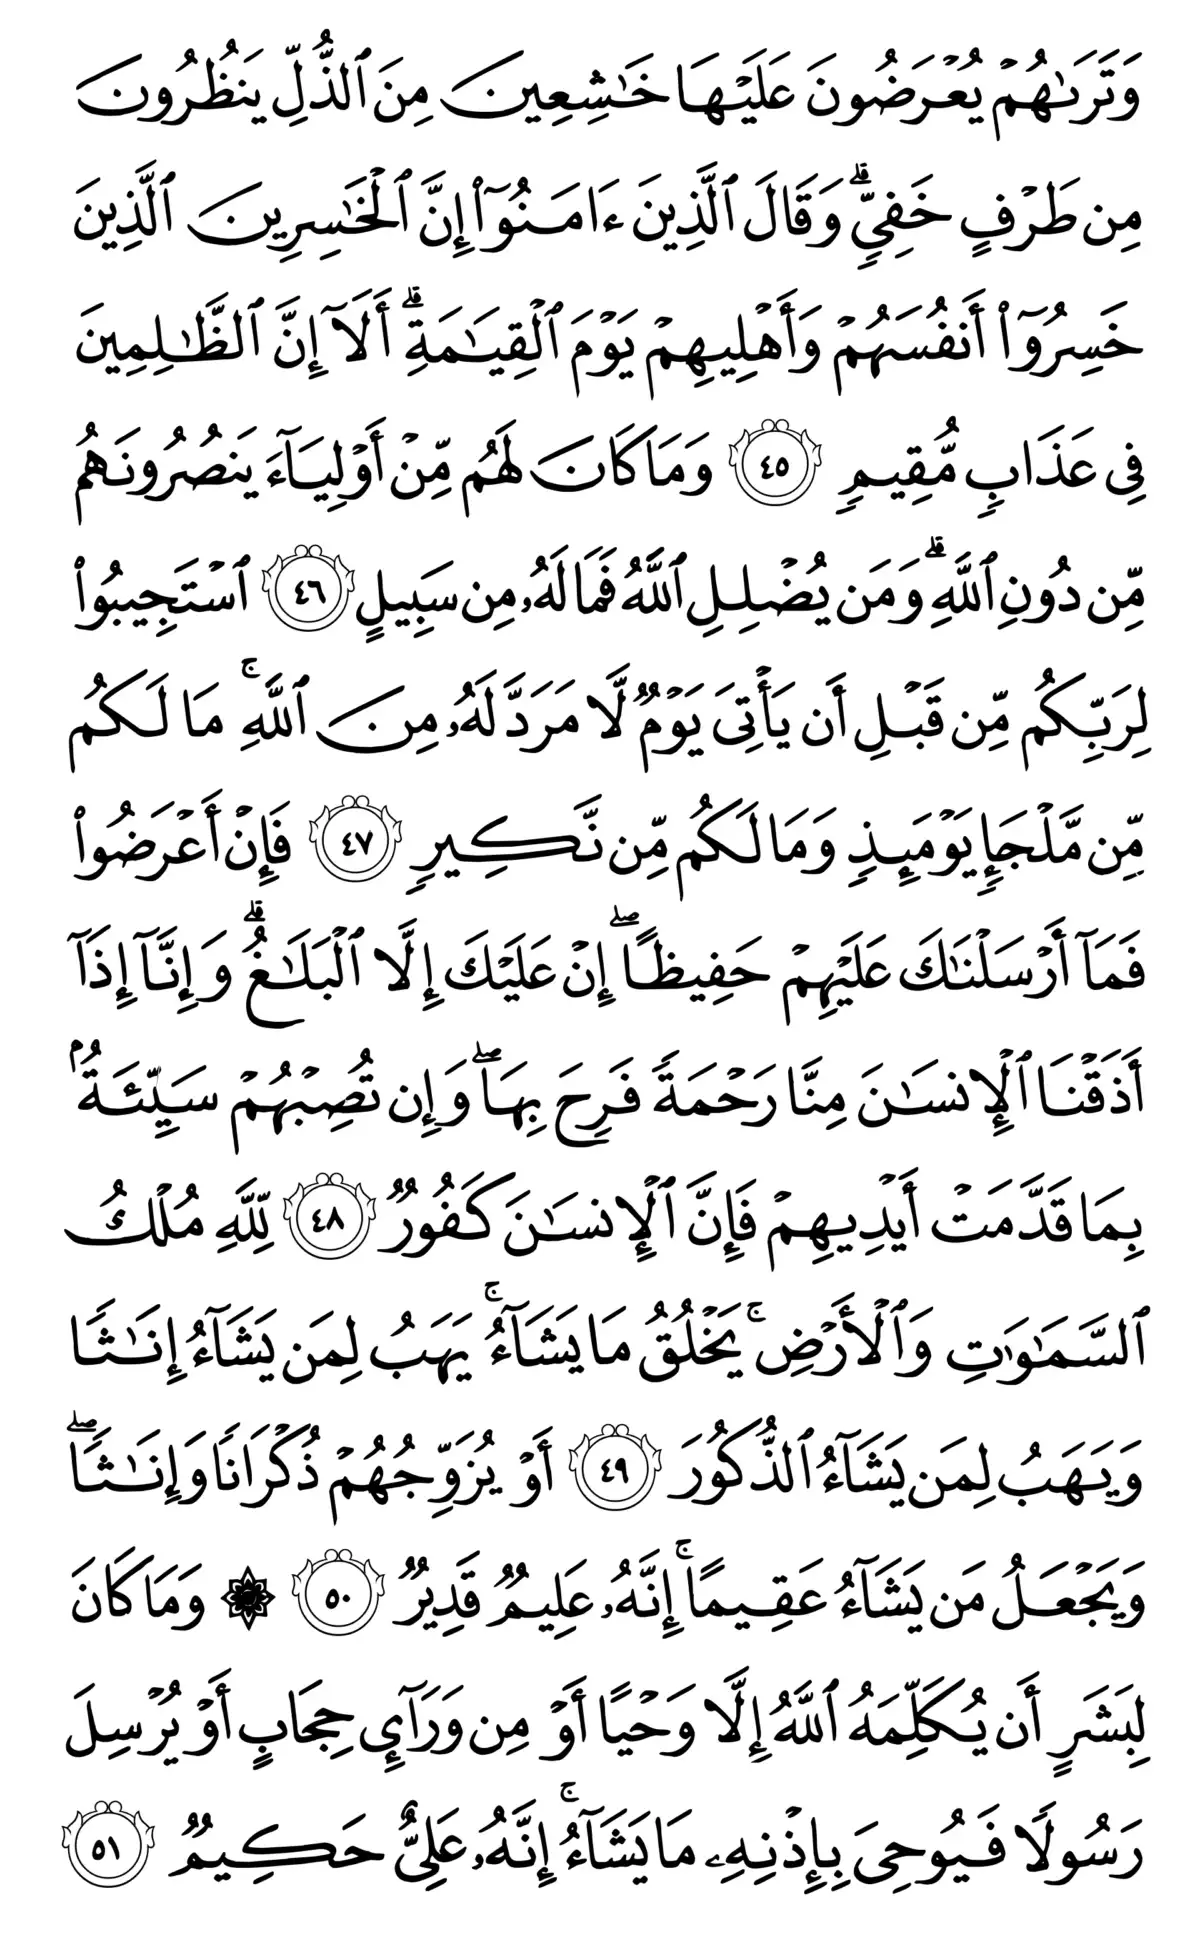 وَتَرَىٰهُمۡ يُعۡرَضُونَ عَلَيۡهَا خَٰشِعِينَ مِنَ ٱلذُّلِّ يَنظُرُونَ
مِن طَرۡفٍ خَفِيّٖۗ وَقَالَ ٱلَّذِينَ ءَامَنُوٓاْ إِنَّ ٱلۡخَٰسِرِينَ ٱلَّذِينَ
خَسِرُوٓاْ أَنفُسَهُمۡ وَأَهۡلِيهِمۡ يَوۡمَ ٱلۡقِيَٰمَةِۗ أَلَآ إِنَّ ٱلظَّٰلِمِينَ
فِي عَذَابٖ مُّقِيمٖ ٤٥ وَمَا كَانَ لَهُم مِّنۡ أَوۡلِيَآءَ يَنصُرُونَهُم
مِّن دُونِ ٱللَّهِۗ وَمَن يُضۡلِلِ ٱللَّهُ فَمَا لَهُۥ مِن سَبِيلٍ ٤٦ ٱسۡتَجِيبُواْ
لِرَبِّكُم مِّن قَبۡلِ أَن يَأۡتِيَ يَوۡمٞ لَّا مَرَدَّ لَهُۥ مِنَ ٱللَّهِۚ مَا لَكُم
مِّن مَّلۡجَإٖ يَوۡمَئِذٖ وَمَا لَكُم مِّن نَّكِيرٖ ٤٧ فَإِنۡ أَعۡرَضُواْ
فَمَآ أَرۡسَلۡنَٰكَ عَلَيۡهِمۡ حَفِيظًاۖ إِنۡ عَلَيۡكَ إِلَّا ٱلۡبَلَٰغُۗ وَإِنَّآ إِذَآ
أَذَقۡنَا ٱلۡإِنسَٰنَ مِنَّا رَحۡمَةٗ فَرِحَ بِهَاۖ وَإِن تُصِبۡهُمۡ سَيِّئَةُۢ
بِمَا قَدَّمَتۡ أَيۡدِيهِمۡ فَإِنَّ ٱلۡإِنسَٰنَ كَفُورٞ ٤٨ لِّلَّهِ مُلۡكُ
ٱلسَّمَٰوَٰتِ وَٱلۡأَرۡضِۚ يَخۡلُقُ مَا يَشَآءُۚ يَهَبُ لِمَن يَشَآءُ إِنَٰثٗا
وَيَهَبُ لِمَن يَشَآءُ ٱلذُّكُورَ ٤٩ أَوۡ يُزَوِّجُهُمۡ ذُكۡرَانٗا وَإِنَٰثٗاۖ
وَيَجۡعَلُ مَن يَشَآءُ عَقِيمًاۚ إِنَّهُۥ عَلِيمٞ قَدِيرٞ ٥٠ ۞ وَمَا كَانَ
لِبَشَرٍ أَن يُكَلِّمَهُ ٱللَّهُ إِلَّا وَحۡيًا أَوۡ مِن وَرَآيِٕ حِجَابٍ أَوۡ يُرۡسِلَ
رَسُولٗا فَيُوحِيَ بِإِذۡنِهِۦ مَا يَشَآءُۚ إِنَّهُۥ عَلِيٌّ حَكِيمٞ ٥١